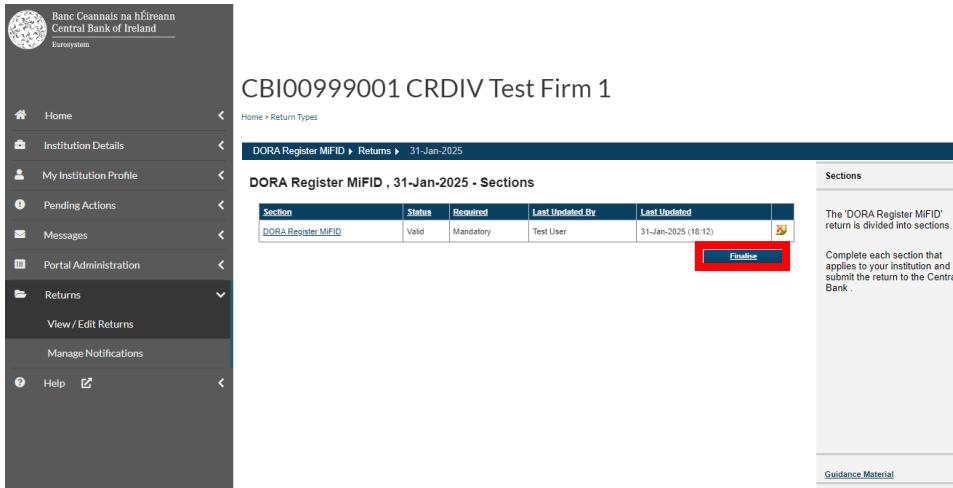 Banc Ceannais na hÉireann
Central Bank of Ireland
Eurosystem
CBI00999001 CRDIV Test Firm 1
Home > Return Types
Home
Institution Details
My Institution Profile
Pending Actions
Messages
Portal Administration
Returns
View / Edit Returns
Manage Notifications
Help
DORA Register MiFID Returns 31-Jan-2025
DORA Register MiFID , 31-Jan-2025 - Sections
Section Status Required Last Updated By Last Updated
DORA Register MiFID Valid Mandatory Test User 31-Jan-2025 (18:12)
Finalise
Sections
The 'DORA Register MiFID'
return is divided into sections.
Complete each section that
applies to your institution and
submit the return to the Centra
Bank .
Guidance Material